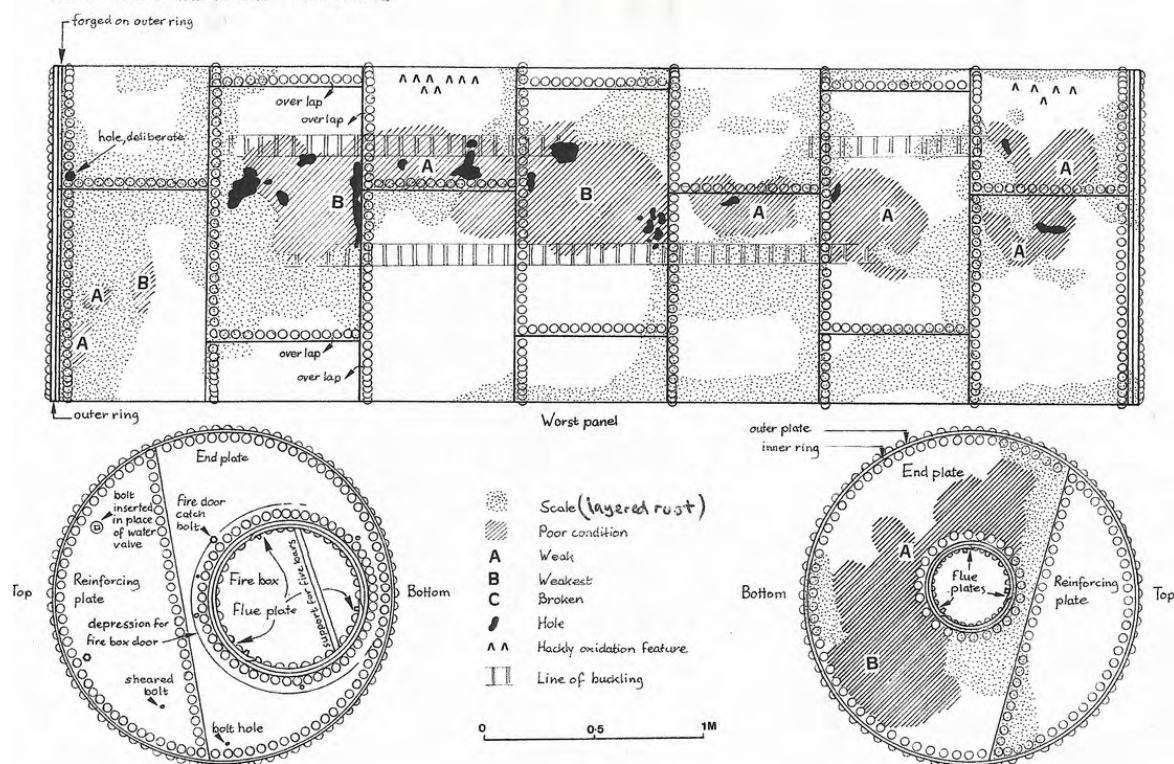 forged on outer ring
hole, deliberate
over lap
over lap
A
A
B
B
A
A
A
B
A
A
over lap
over lap
outer ring
Worst panel
End plate
bolt
inserted
in place
of water
valve
Fire door
catch
bolt
B
Fire box
Flue plate
support for fire bars
Reinforcing
plate
Top
Bottom
depression for
fire box door
sheared
bolt
bolt hole
Scale (layered rust)
Poor condition
A Weak
B Weakest
C Broken
Hole
Hackly oxidation feature
Line of buckling
0 0·5 1M
outer plate
inner ring
End plate
A
Flue
plates
Reinforcing
plate
Bottom
Top
B